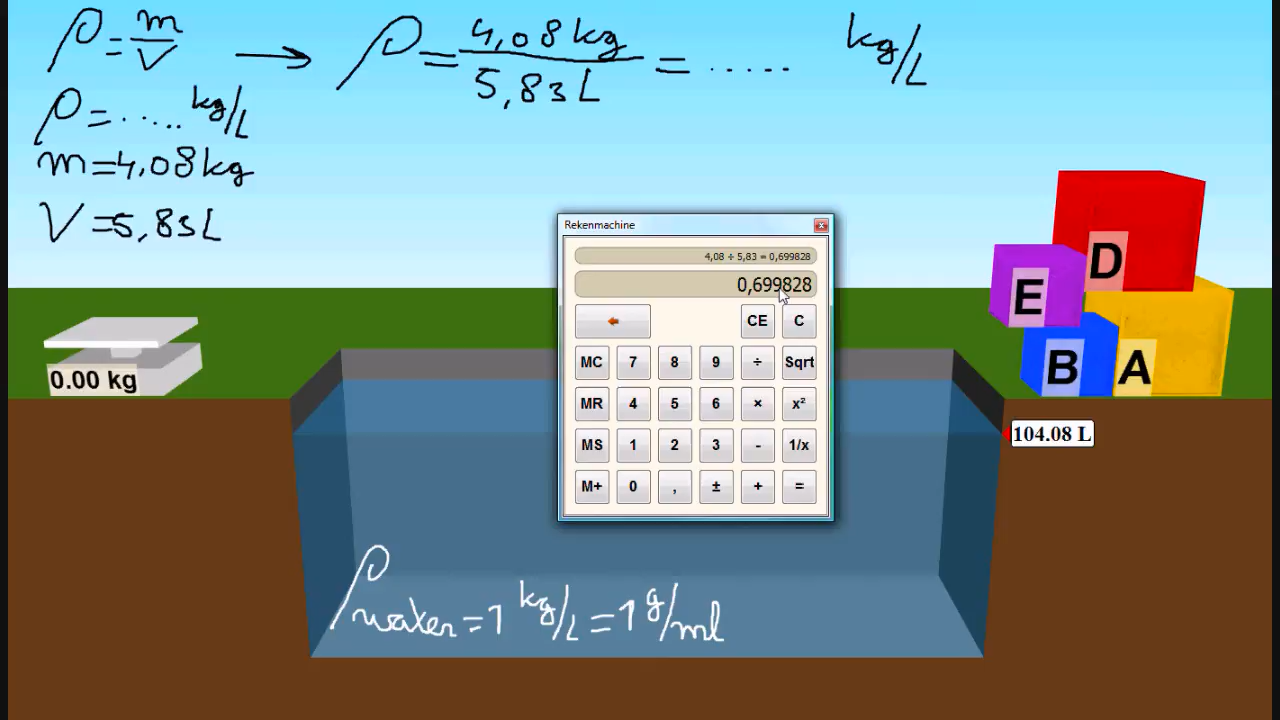 ρ = m/V → ρ = 4,08 kg / 5,83 L = ..... kg/L
ρ = ..... kg/L
m = 4,08 kg
V = 5,83 L
Rekenmachine
4,08 ÷ 5,83 = 0,699828
0,699828
CE C
MC 7 8 9 ÷ Sqrt
MR 4 5 6 × x²
MS 1 2 3 - 1/x
M+ 0 , ± + =
D
E
B A
0.00 kg
104.08 L
ρwater = 1 kg/L = 1 g/ml